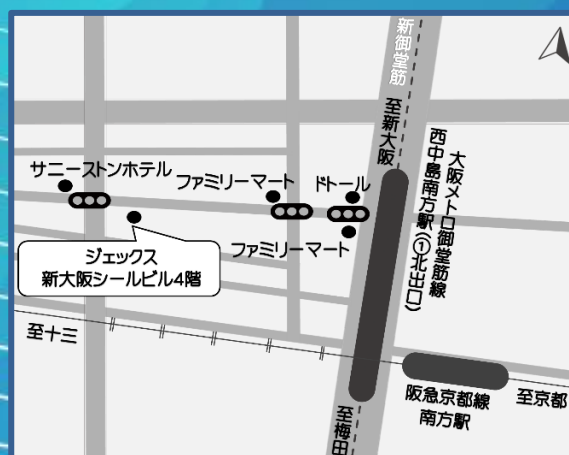 新御堂筋
至新大阪
大阪メトロ御堂筋線
西中島南方駅(①北出口)
サニーストンホテル
ファミリーマート
ドトール
ファミリーマート
ジェックス
新大阪シールビル4階
至十三
阪急京都線
南方駅
至京都
至梅田